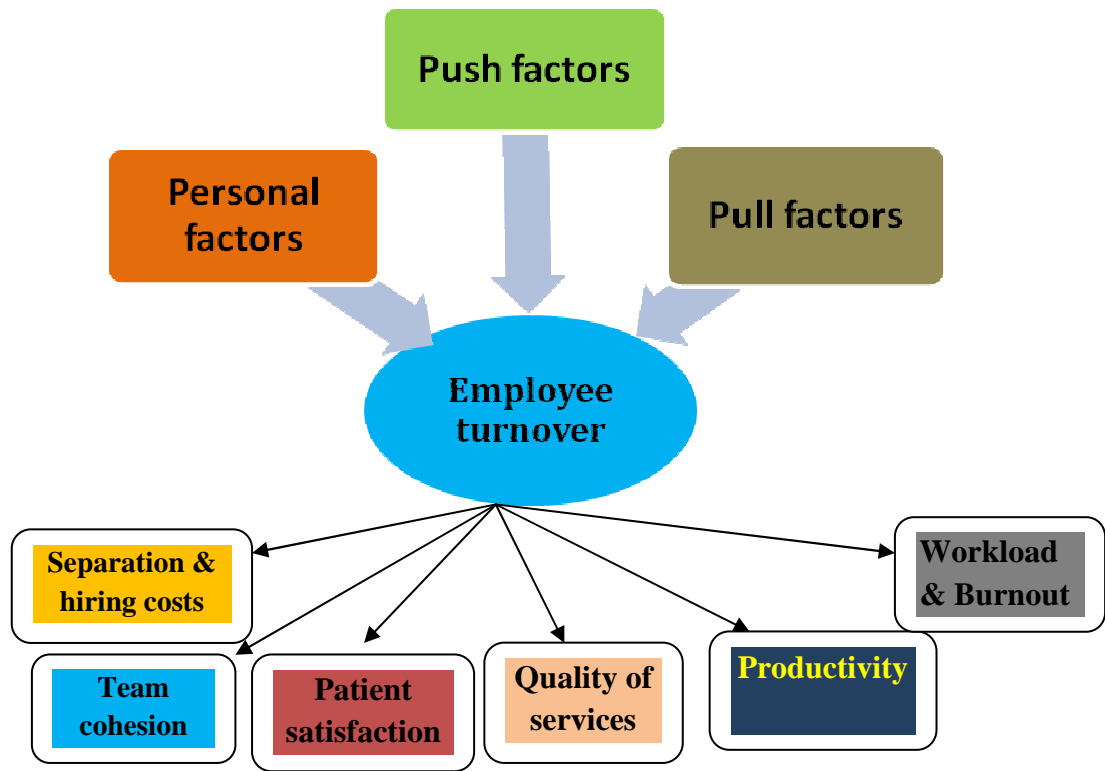 Push factors
Personal
factors
Pull factors
Employee
turnover
Separation &
hiring costs
Workload
& Burnout
Team
cohesion
Patient
satisfaction
Quality of
services
Productivity